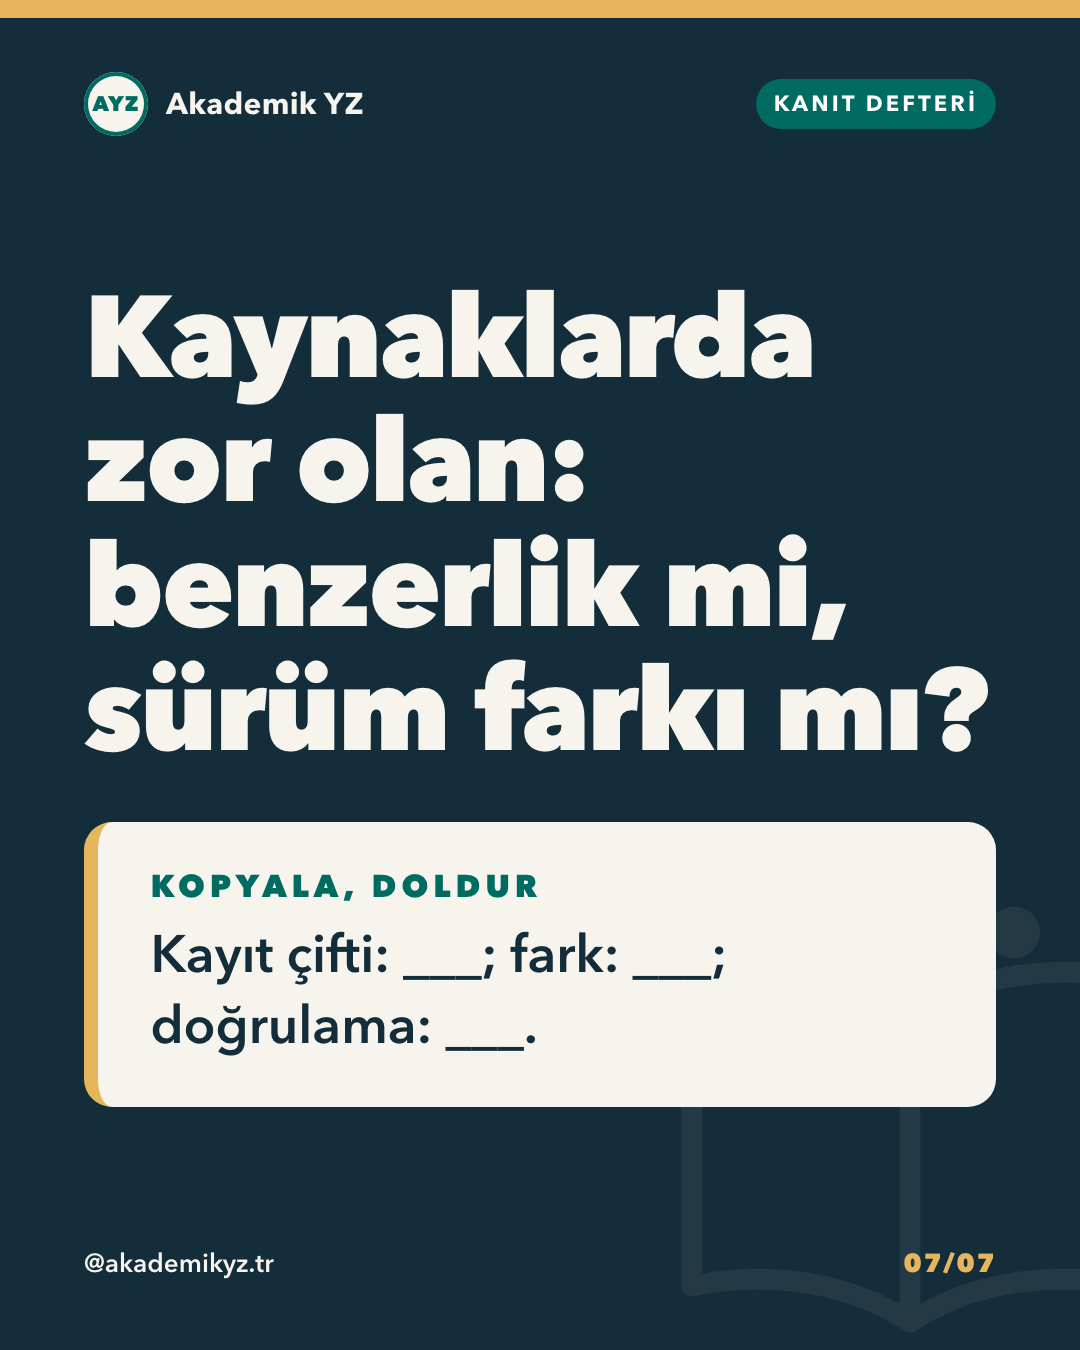 AYZ
Akademik YZ
KANIT DEFTERİ
Kaynaklarda
zor olan:
benzerlik mi,
sürüm farkı mı?
KOPYALA, DOLDUR
Kayıt çifti: ___; fark: ___;
doğrulama: ___.
@akademikyz.tr
07/07